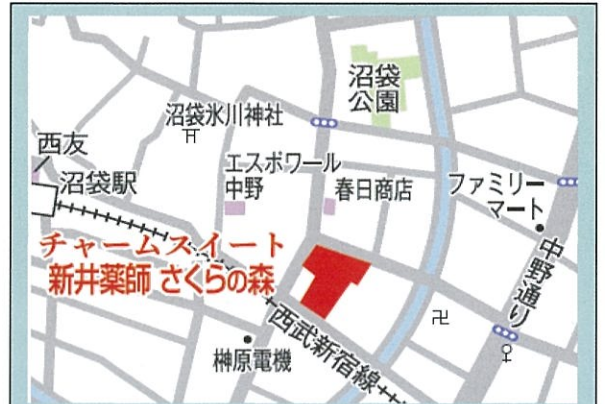 沼袋
公園
沼袋氷川神社
西友
沼袋駅
エスポワール
中野
春日商店
ファミリー
マート
中野通り
チャームスイート
新井薬師 さくらの森
西武新宿線
榊原電機